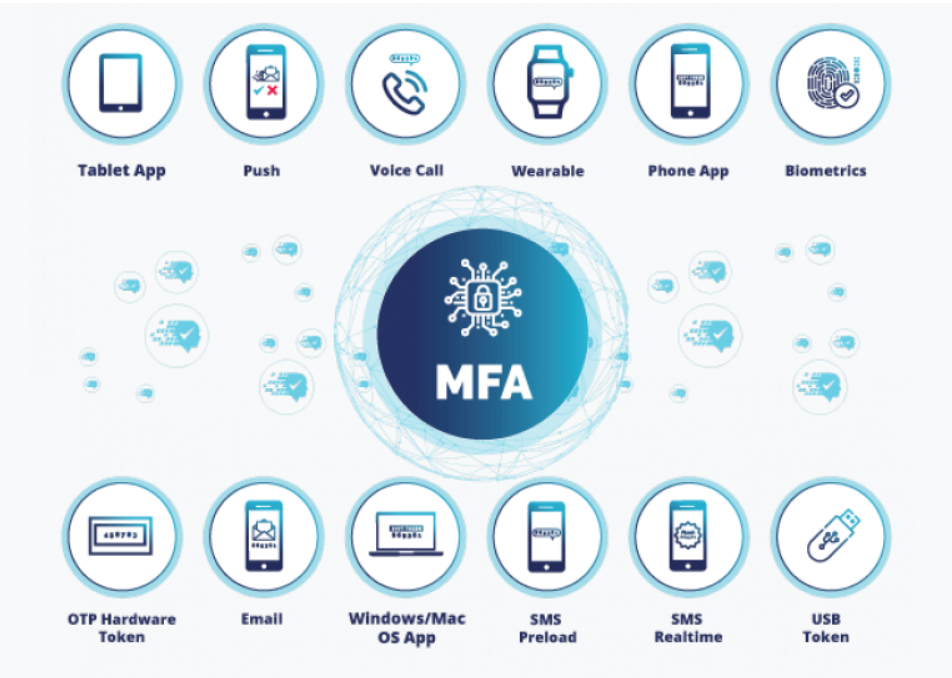 Tablet App
Push
Voice Call
Wearable
Phone App
Biometrics
MFA
OTP Hardware
Token
Email
Windows/Mac
OS App
SMS
Preload
SMS
Realtime
USB
Token